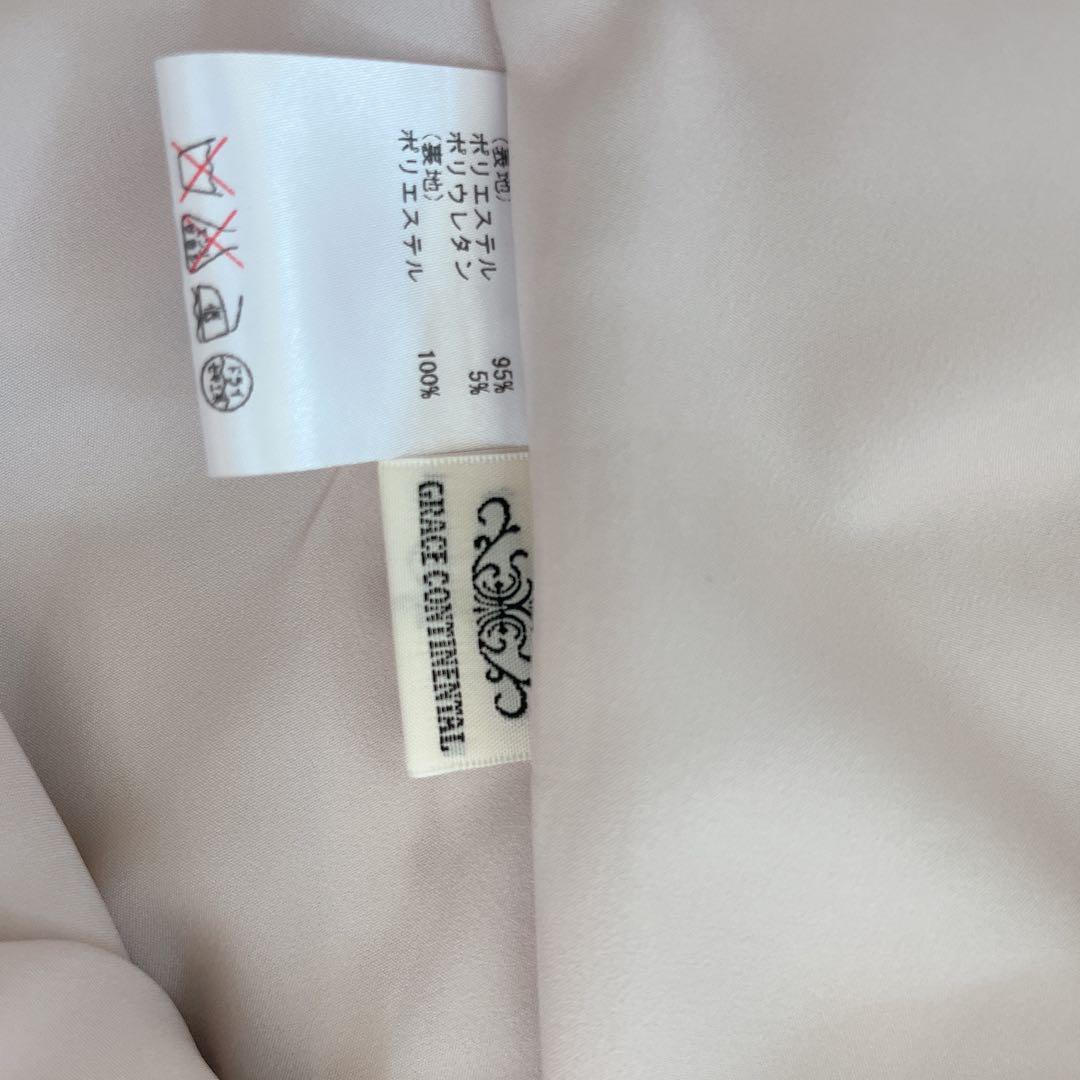 (表地)
ポリエステル 95%
ポリウレタン 5%
(裏地)
ポリエステル 100%
GRACE CONTINENTAL